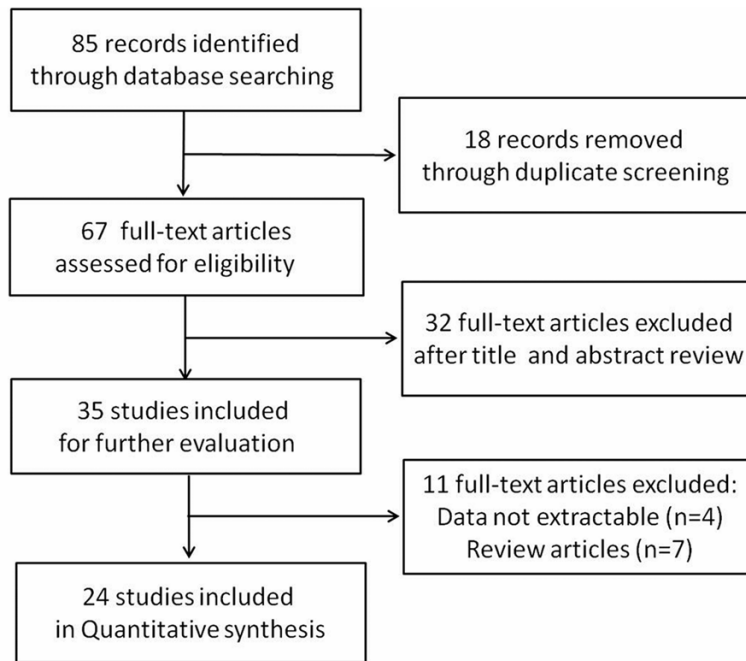 85 records identified
through database searching
18 records removed
through duplicate screening
67 full-text articles
assessed for eligibility
32 full-text articles excluded
after title and abstract review
35 studies included
for further evaluation
11 full-text articles excluded:
Data not extractable (n=4)
Review articles (n=7)
24 studies included
in Quantitative synthesis